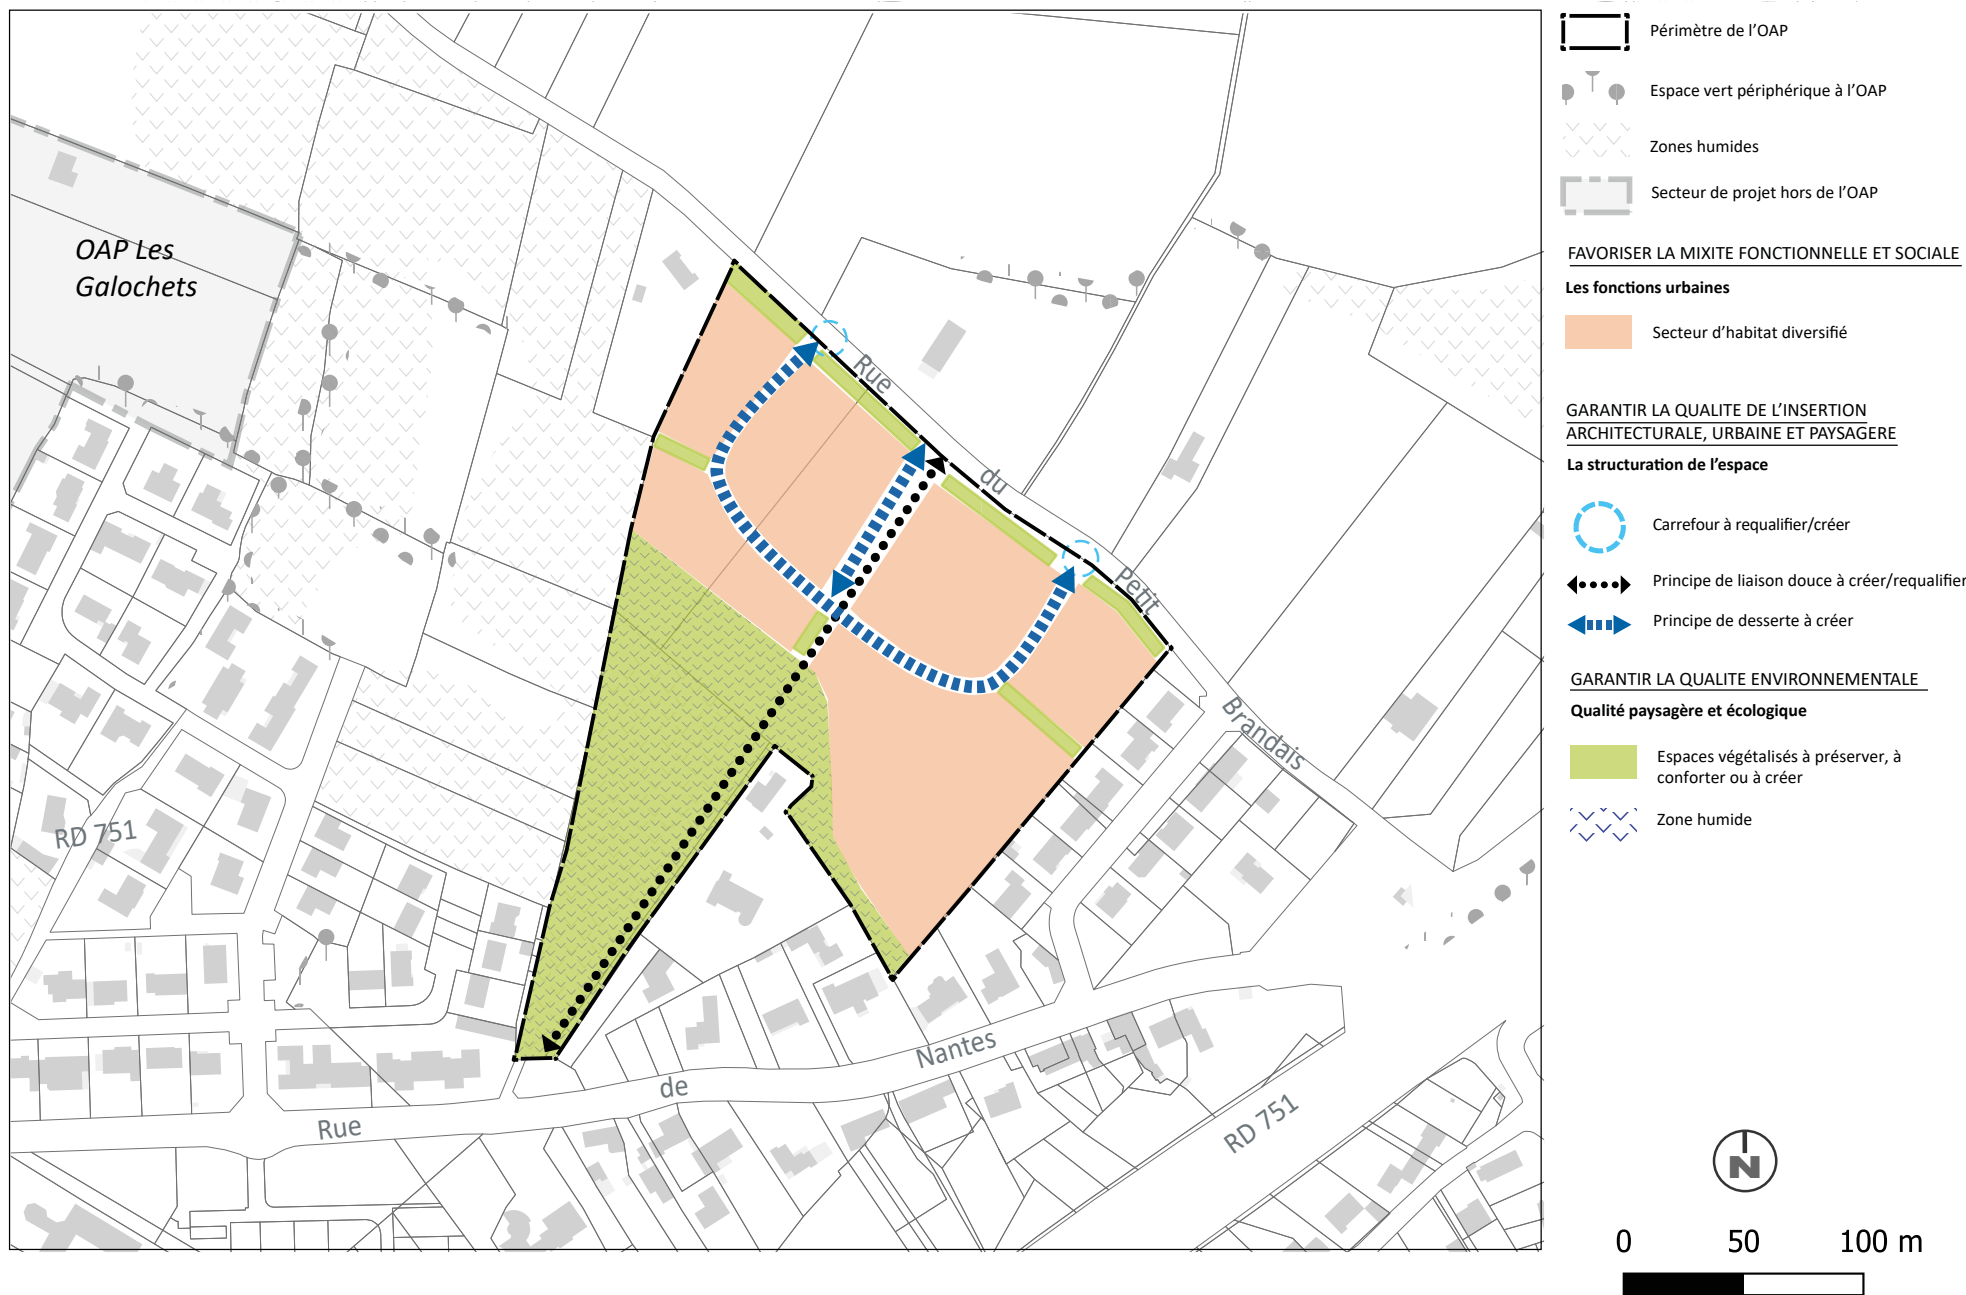 OAP Les
Galochets
Rue
du
Petit
Brandais
RD 751
Rue
de
Nantes
RD 751
Périmètre de l'OAP
Espace vert périphérique à l'OAP
Zones humides
Secteur de projet hors de l'OAP
FAVORISER LA MIXITE FONCTIONNELLE ET SOCIALE
Les fonctions urbaines
Secteur d'habitat diversifié
GARANTIR LA QUALITE DE L'INSERTION
ARCHITECTURALE, URBAINE ET PAYSAGERE
La structuration de l'espace
Carrefour à requalifier/créer
Principe de liaison douce à créer/requalifier
Principe de desserte à créer
GARANTIR LA QUALITE ENVIRONNEMENTALE
Qualité paysagère et écologique
Espaces végétalisés à préserver, à
conforter ou à créer
Zone humide
N
0 50 100 m